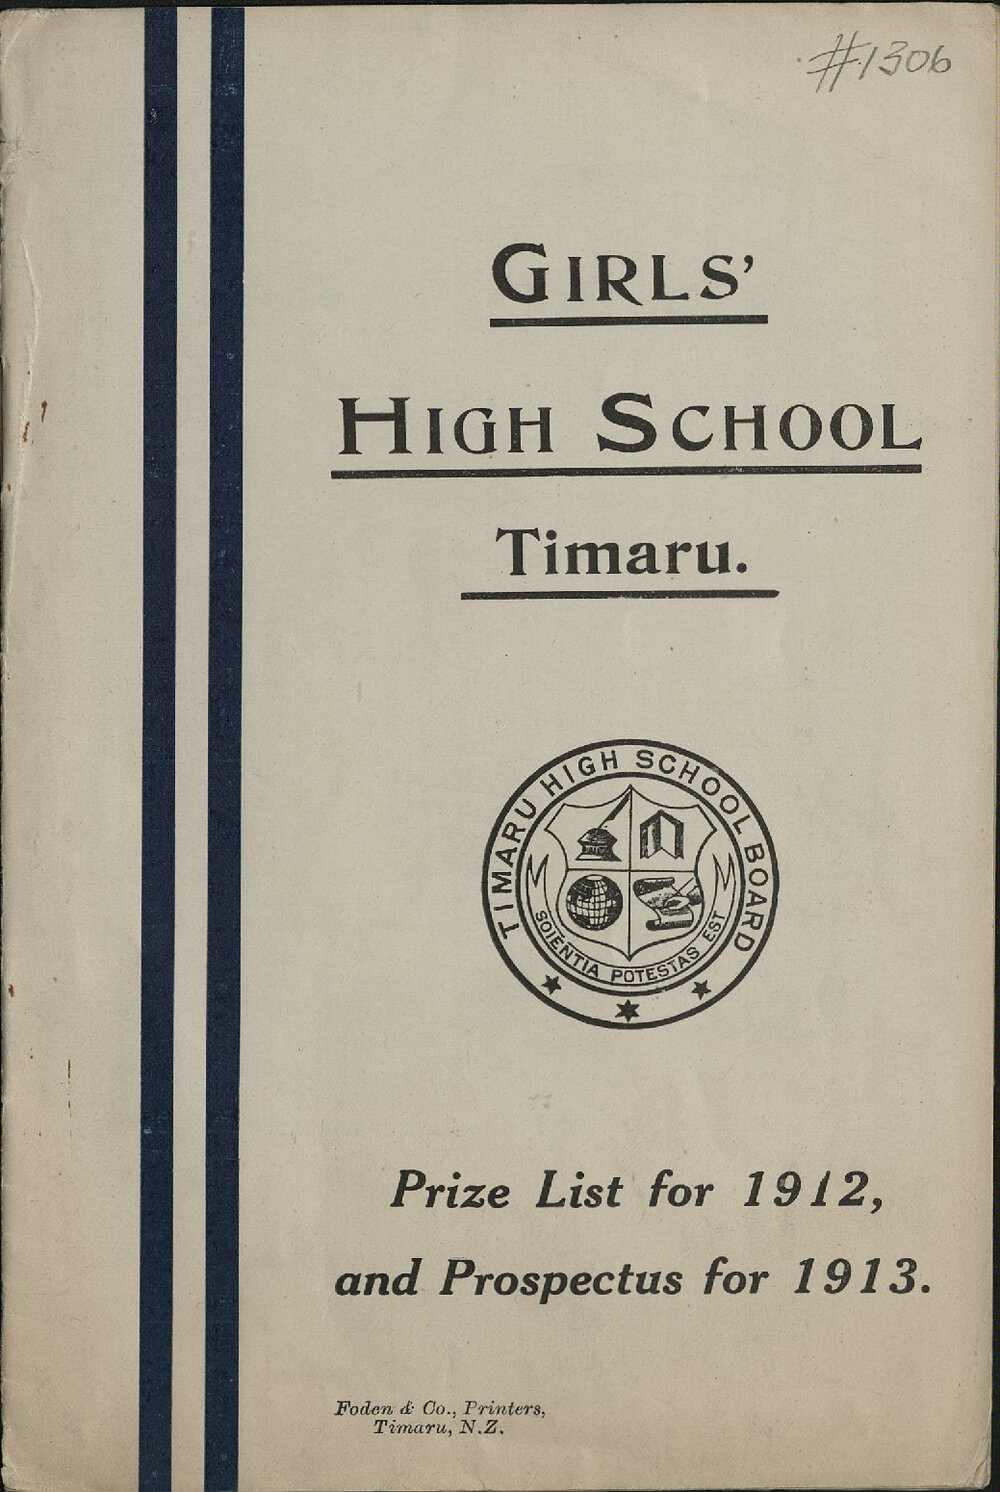 #1306
GIRLS'
HIGH SCHOOL
Timaru.
TIMARU HIGH SCHOOL BOARD
SOIENTIA POTESTAS EST
Prize List for 1912,
and Prospectus for 1913.
Foden & Co., Printers,
Timaru, N.Z.